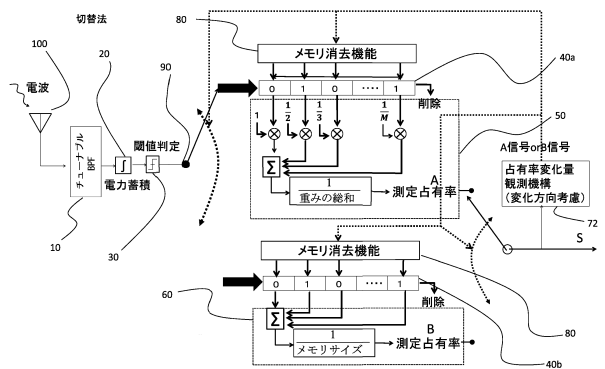 切替法
100
20
電波
90
閾値判定
チューナブル
BPF
電力蓄積
10
30
80
メモリ消去機能
40a
0 1 0 ‥‥ 1
削除
1
1/2
1/3
1/M
50
Σ
1/重みの総和
A
測定占有率
A信号orB信号
占有率変化量
観測機構
(変化方向考慮)
72
S
メモリ消去機能
0 1 0 ‥‥ 1
削除
80
60
Σ
1/メモリサイズ
B
測定占有率
40b